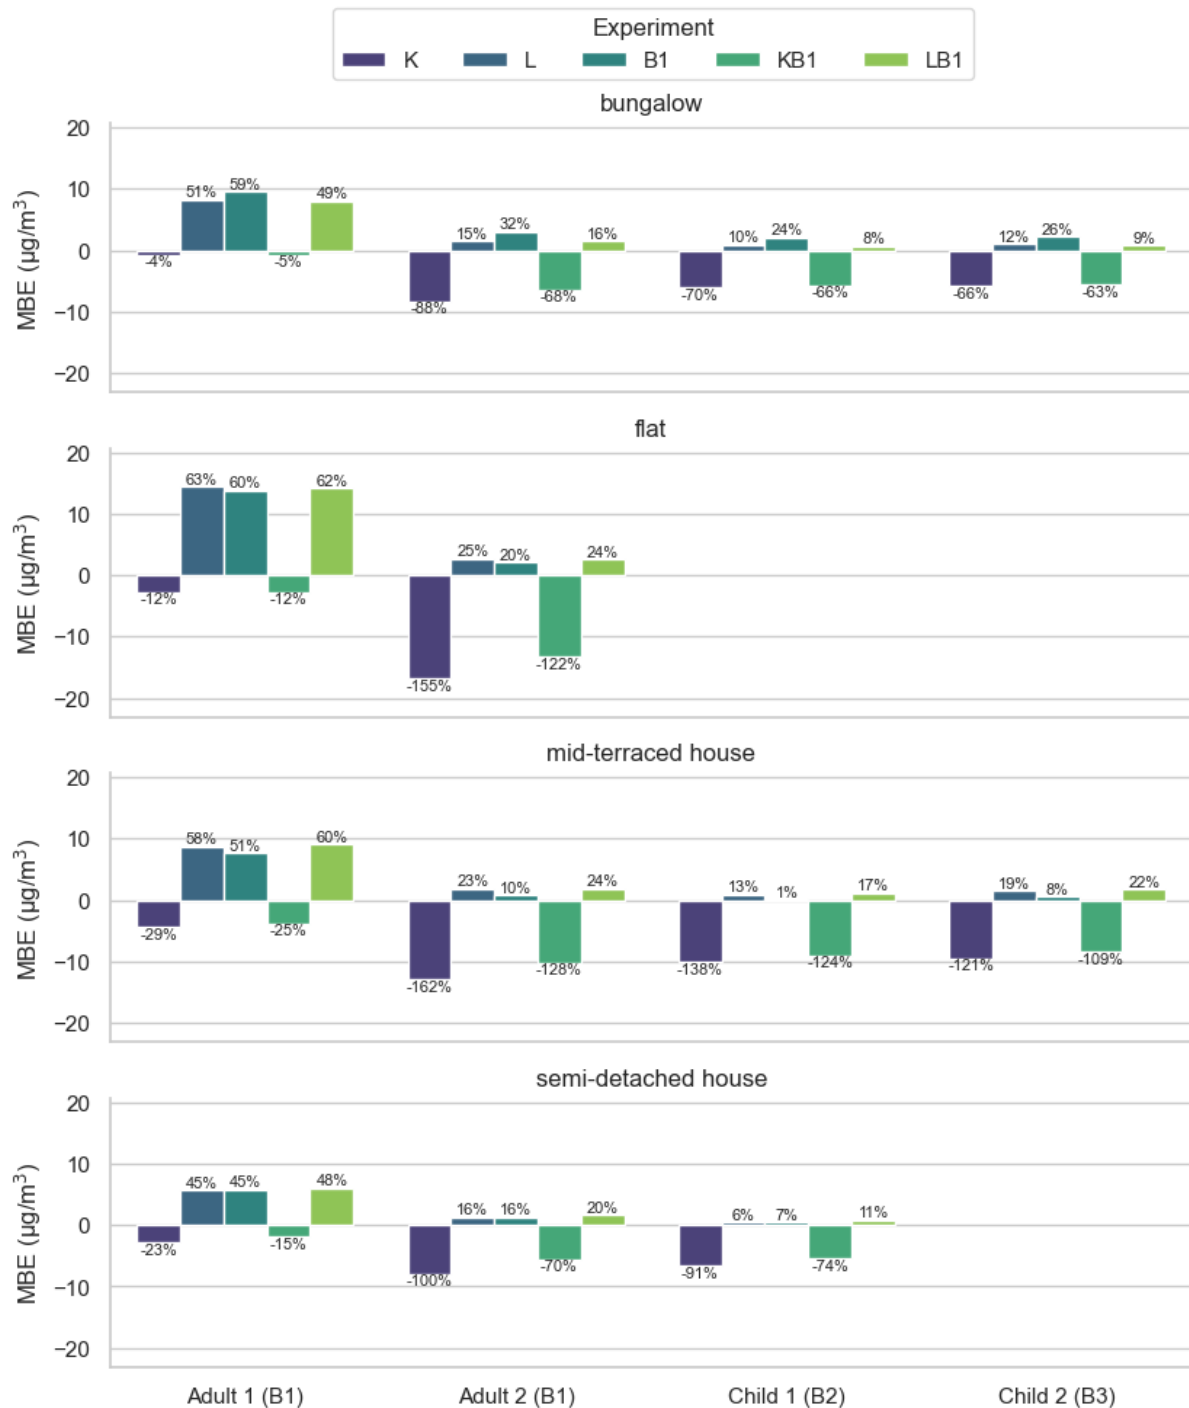 Experiment
K L B1 KB1 LB1
bungalow
20
10
0
−10
−20
MBE (µg/m³)
-4% 51% 59% -5% 49%
-88% 15% 32% -68% 16%
-70% 10% 24% -66% 8%
-66% 12% 26% -63% 9%
flat
20
10
0
−10
−20
MBE (µg/m³)
-12% 63% 60% -12% 62%
-155% 25% 20% -122% 24%
mid-terraced house
20
10
0
−10
−20
MBE (µg/m³)
-29% 58% 51% -25% 60%
-162% 23% 10% -128% 24%
-138% 13% 1% -124% 17%
-121% 19% 8% -109% 22%
semi-detached house
20
10
0
−10
−20
MBE (µg/m³)
-23% 45% 45% -15% 48%
-100% 16% 16% -70% 20%
-91% 6% 7% -74% 11%
Adult 1 (B1) Adult 2 (B1) Child 1 (B2) Child 2 (B3)